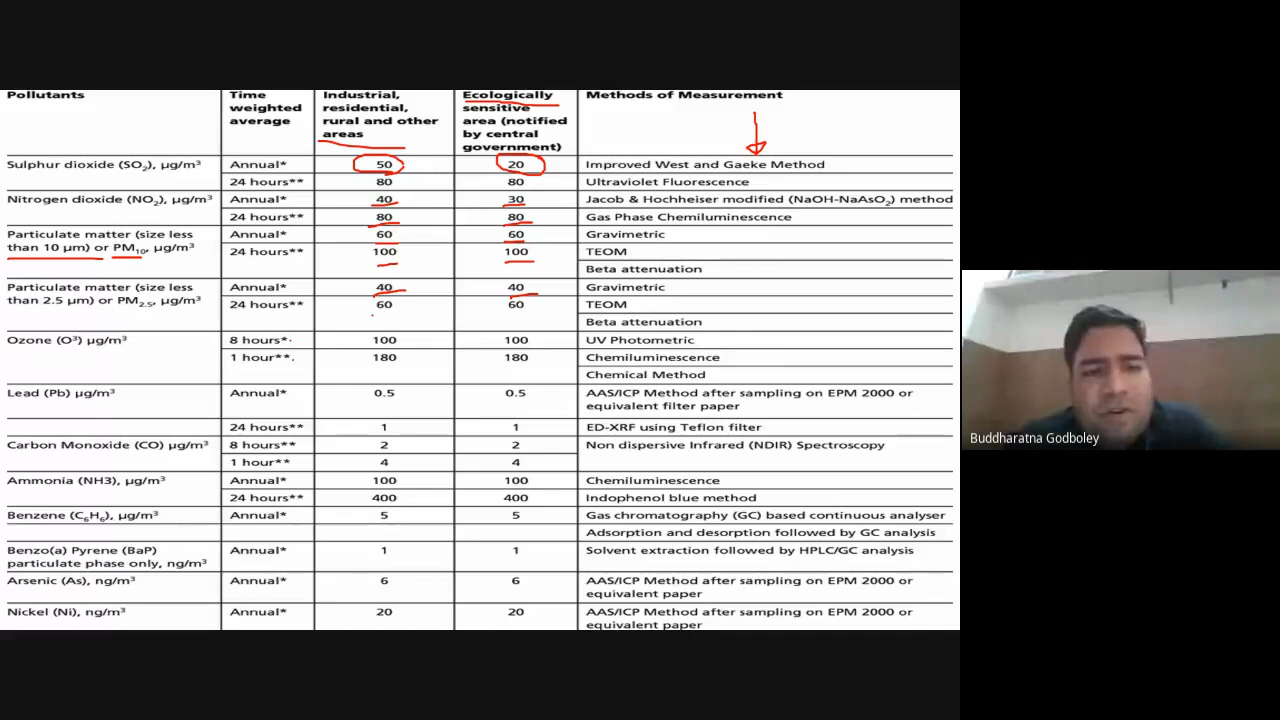 Pollutants | Time weighted average | Industrial, residential, rural and other areas | Ecologically sensitive area (notified by central government) | Methods of Measurement
Sulphur dioxide (SO2), µg/m³ | Annual* | 50 | 20 | Improved West and Gaeke Method
24 hours** | 80 | 80 | Ultraviolet Fluorescence
Nitrogen dioxide (NO2), µg/m³ | Annual* | 40 | 30 | Jacob & Hochheiser modified (NaOH-NaAsO2) method
24 hours** | 80 | 80 | Gas Phase Chemiluminescence
Particulate matter (size less than 10 µm) or PM10, µg/m³ | Annual* | 60 | 60 | Gravimetric
24 hours** | 100 | 100 | TEOM
Beta attenuation
Particulate matter (size less than 2.5 µm) or PM2.5, µg/m³ | Annual* | 40 | 40 | Gravimetric
24 hours** | 60 | 60 | TEOM
Beta attenuation
Ozone (O³) µg/m³ | 8 hours*. | 100 | 100 | UV Photometric
1 hour**. | 180 | 180 | Chemiluminescence
Chemical Method
Lead (Pb) µg/m³ | Annual* | 0.5 | 0.5 | AAS/ICP Method after sampling on EPM 2000 or equivalent filter paper
24 hours** | 1 | 1 | ED-XRF using Teflon filter
Carbon Monoxide (CO) µg/m³ | 8 hours** | 2 | 2 | Non dispersive Infrared (NDIR) Spectroscopy
1 hour** | 4 | 4
Ammonia (NH3), µg/m³ | Annual* | 100 | 100 | Chemiluminescence
24 hours** | 400 | 400 | Indophenol blue method
Benzene (C6H6), µg/m³ | Annual* | 5 | 5 | Gas chromatography (GC) based continuous analyser
Adsorption and desorption followed by GC analysis
Benzo(a) Pyrene (BaP) particulate phase only, ng/m³ | Annual* | 1 | 1 | Solvent extraction followed by HPLC/GC analysis
Arsenic (As), ng/m³ | Annual* | 6 | 6 | AAS/ICP Method after sampling on EPM 2000 or equivalent paper
Nickel (Ni), ng/m³ | Annual* | 20 | 20 | AAS/ICP Method after sampling on EPM 2000 or equivalent paper
Buddharatna Godboley